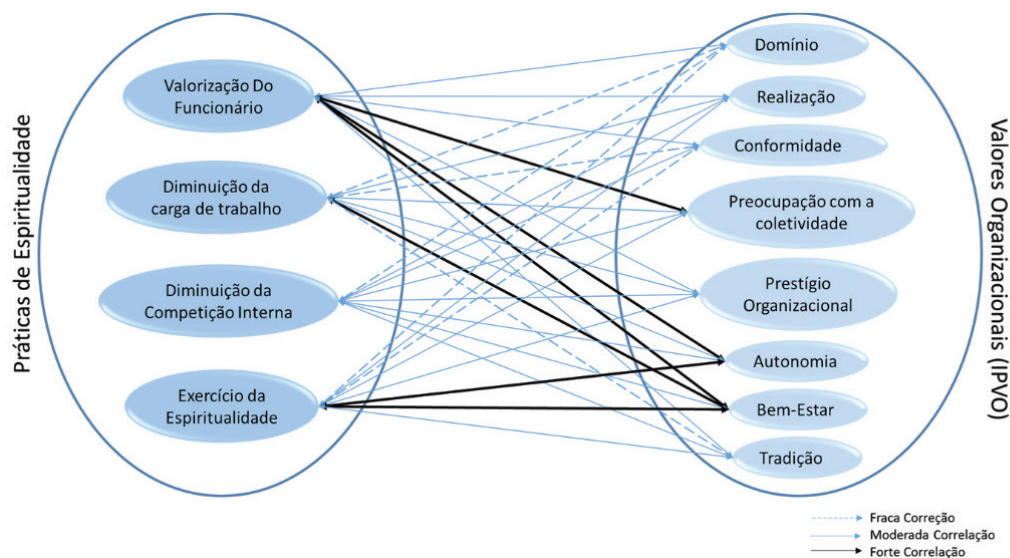 Práticas de Espiritualidade
Valorização Do
Funcionário
Diminuição da
carga de trabalho
Diminuição da
Competição Interna
Exercício da
Espiritualidade
Domínio
Realização
Conformidade
Preocupação com a
coletividade
Prestígio
Organizacional
Autonomia
Bem-Estar
Tradição
Valores Organizacionais (IPVO)
Fraca Correção
Moderada Correlação
Forte Correlação